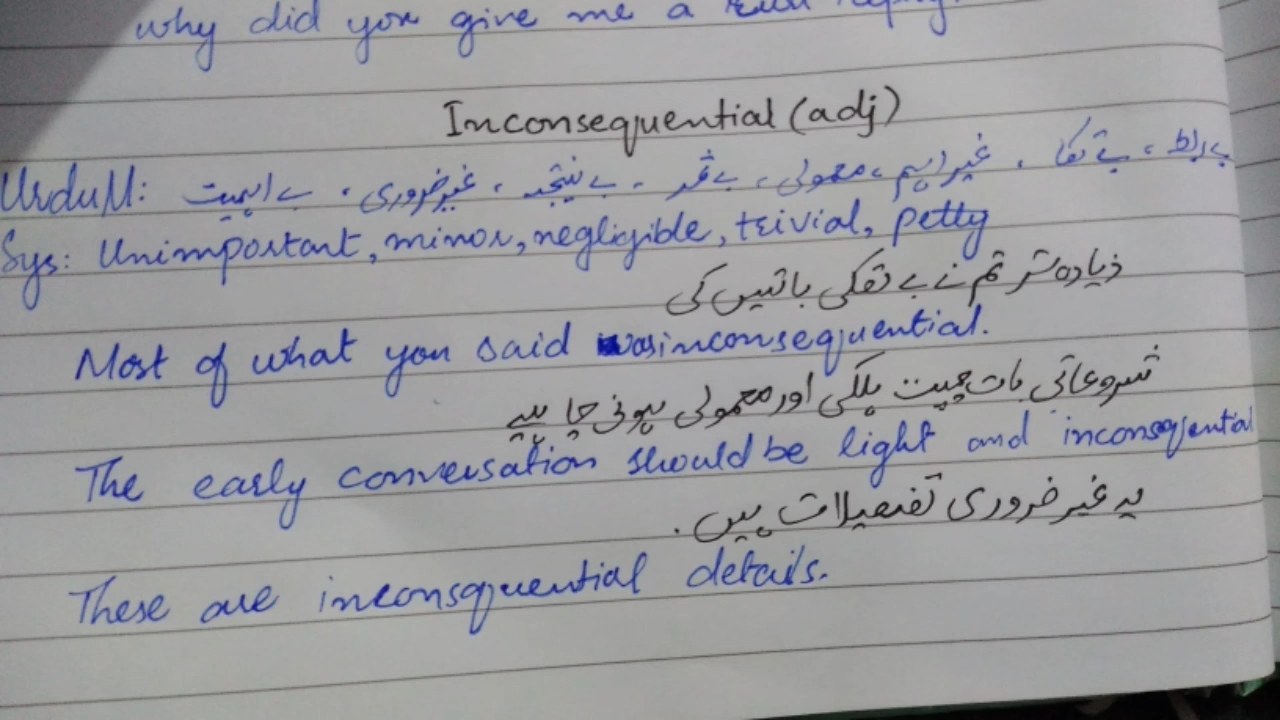 why did you give me a
Inconsequential (adj)
Urdu M: بے اہمیت ، غیر ضروری ، بے نتیجہ ، بے قدر ، معمولی ، غیر اہم ، بے تکا ، بے ربط
Sys: Unimportant, minor, negligible, trivial, petty
زیادہ تر تم نے بے تکی باتیں کی
Most of what you said was inconsequential.
شروعاتی بات چیت ہلکی اور معمولی ہونی چاہیے
The early conversation should be light and inconsequential
یہ غیر ضروری تفصیلات ہیں .
These are inconsquential details.